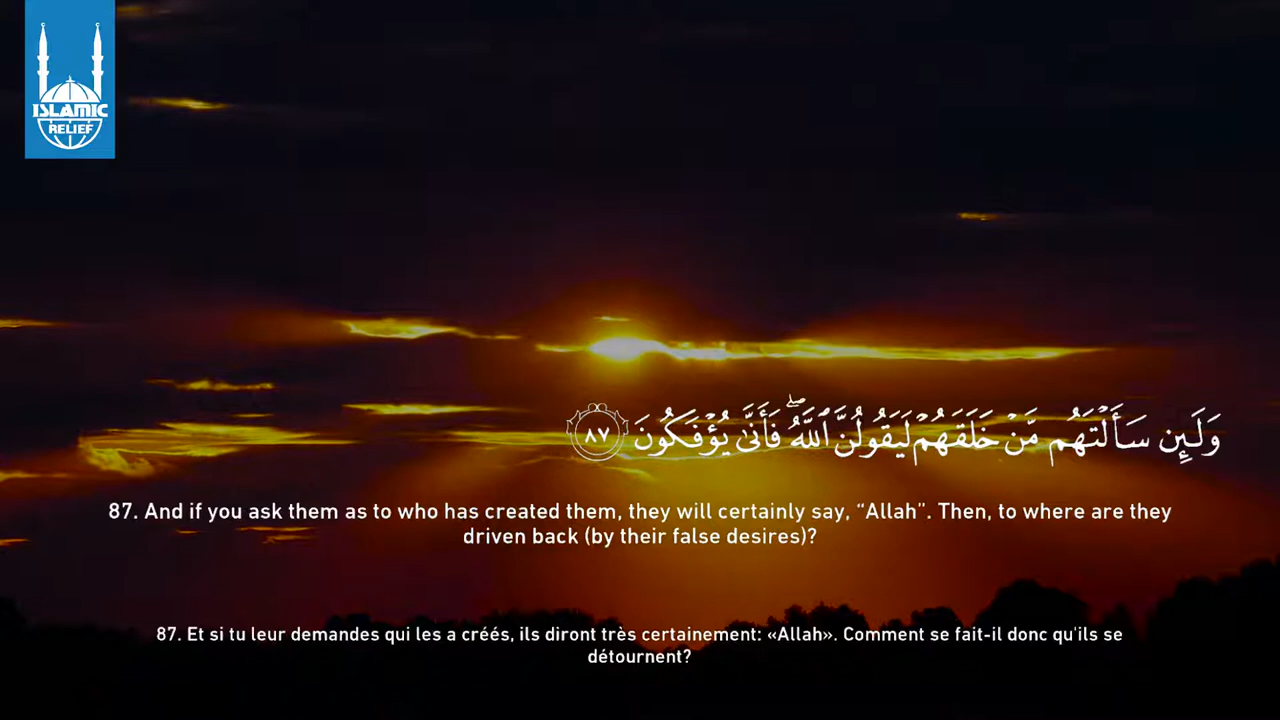 ISLAMIC
RELIEF
وَلَئِن سَأَلْتَهُم مَّنْ خَلَقَهُمْ لَيَقُولُنَّ ٱللَّهُ ۖ فَأَنَّىٰ يُؤْفَكُونَ ٨٧
87. And if you ask them as to who has created them, they will certainly say, “Allah”. Then, to where are they
driven back (by their false desires)?
87. Et si tu leur demandes qui les a créés, ils diront très certainement: «Allah». Comment se fait-il donc qu'ils se
détournent?